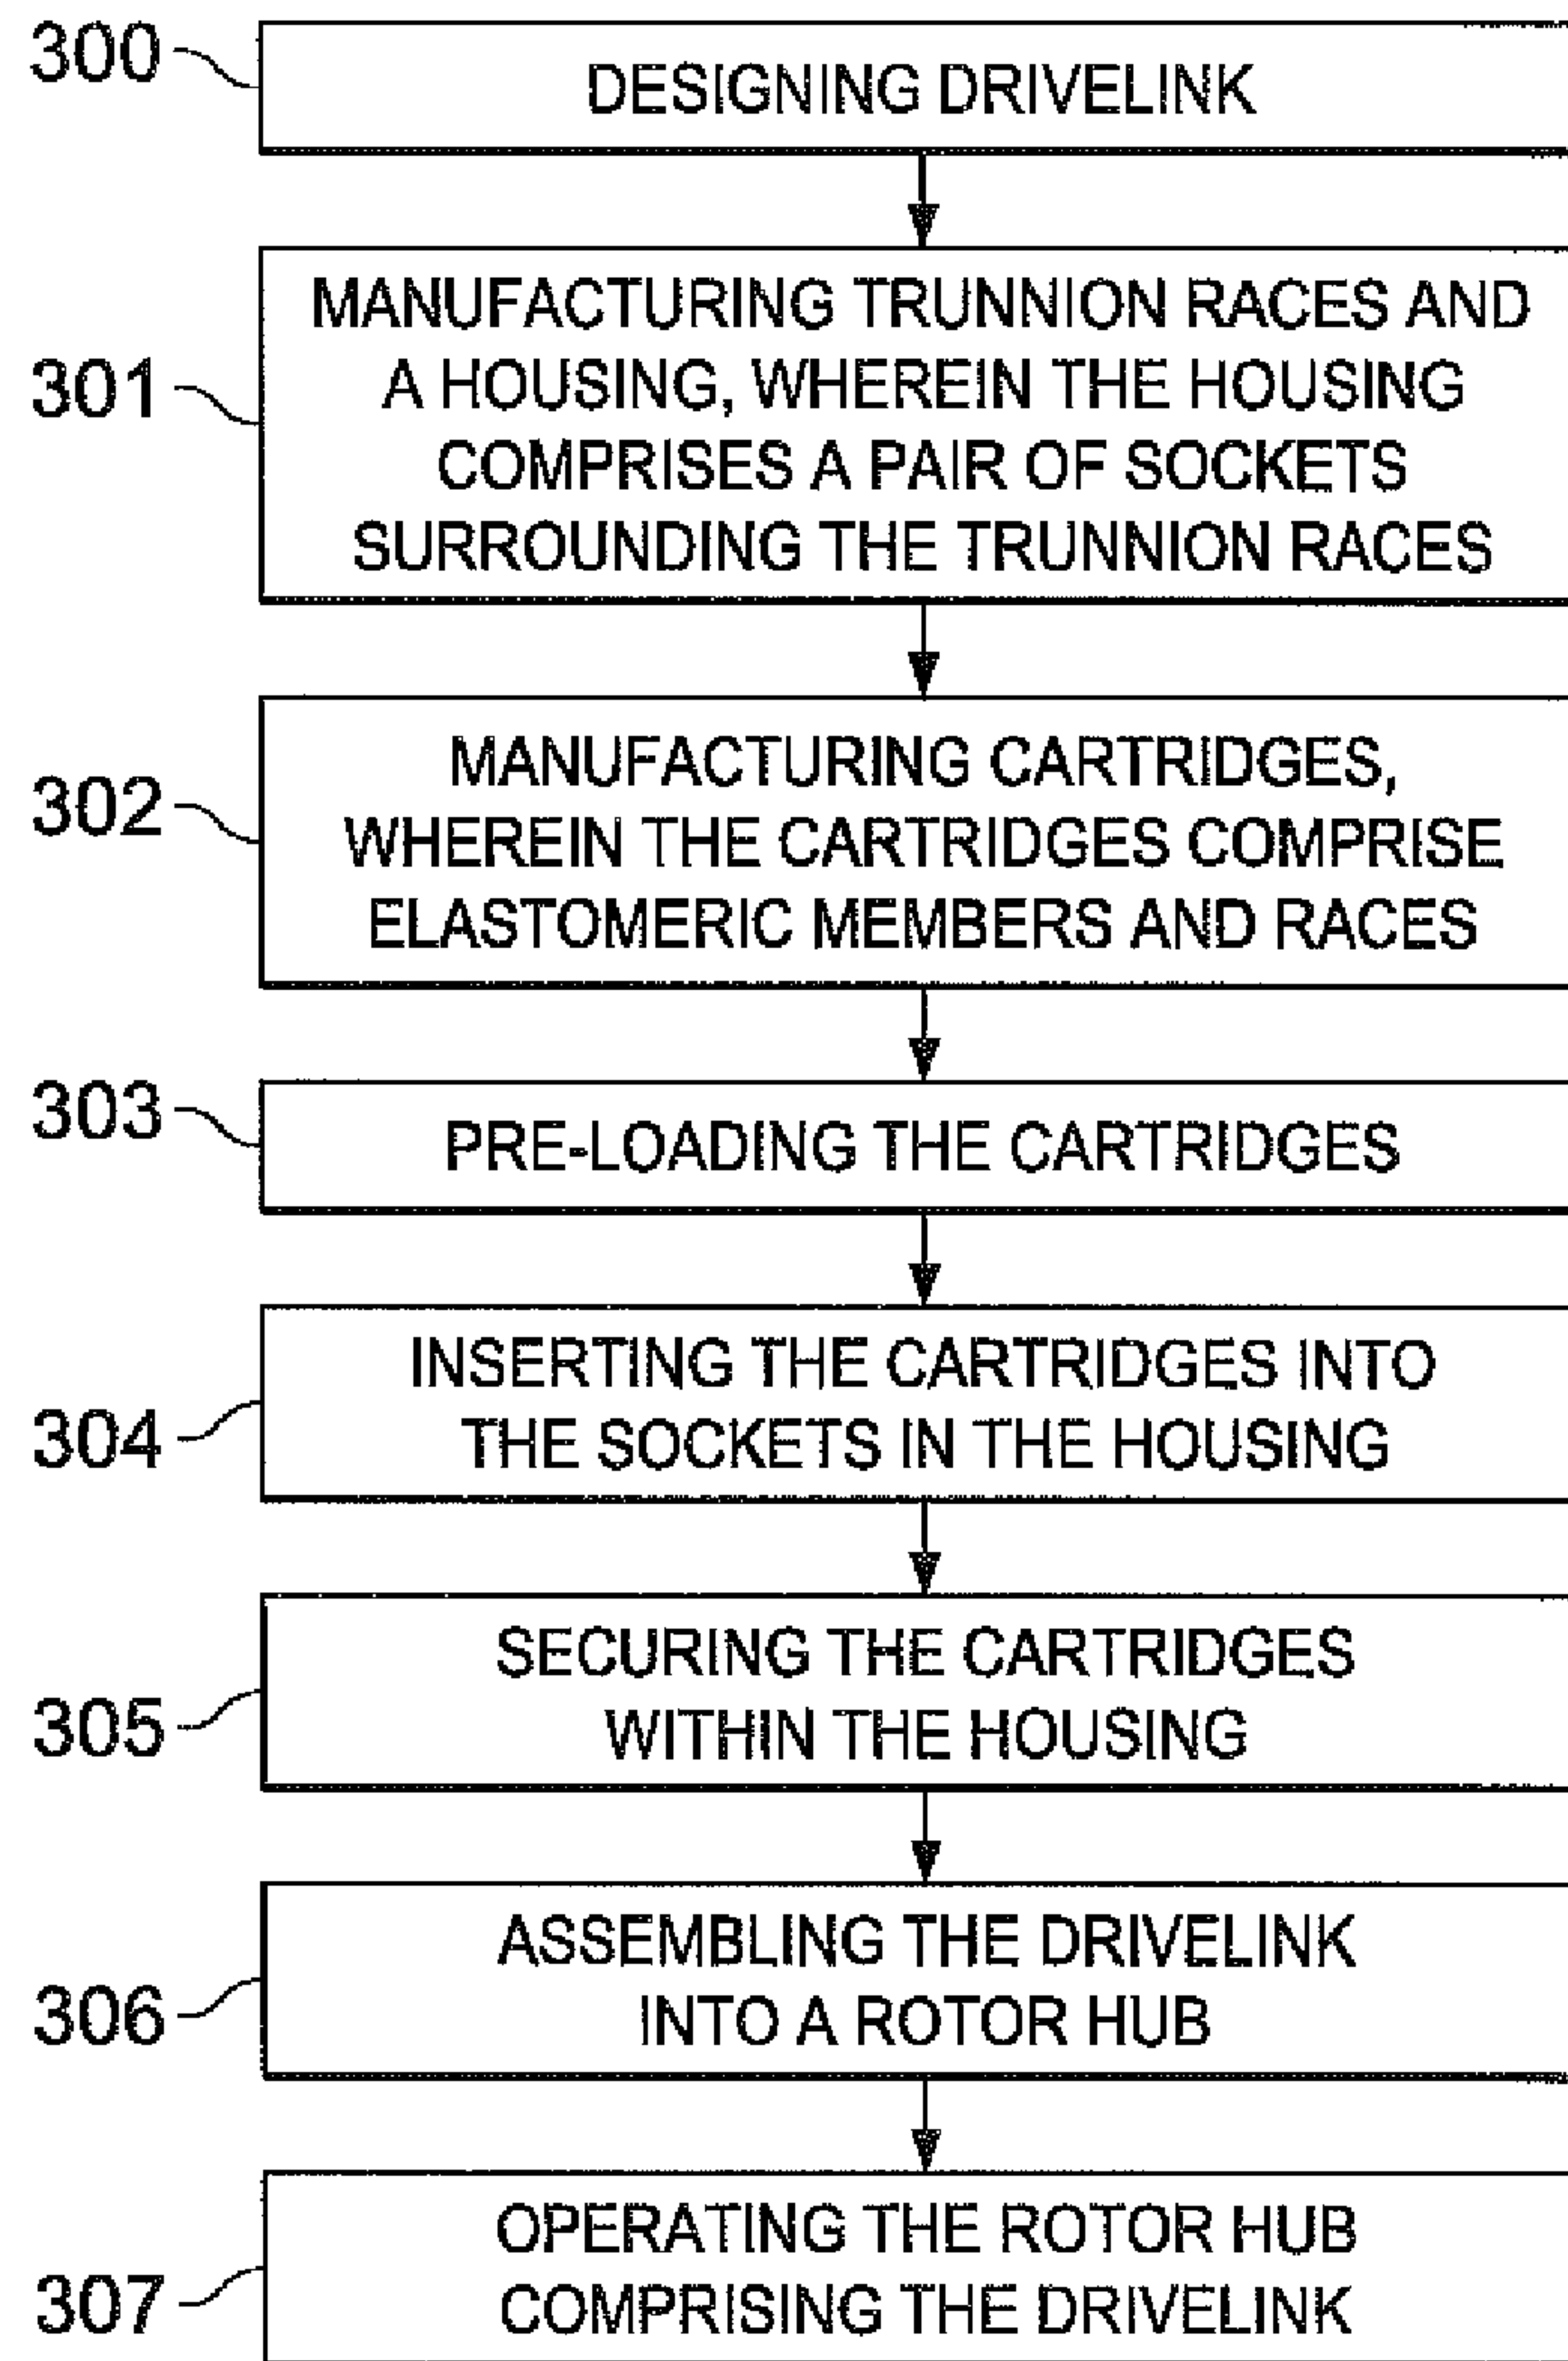 300
DESIGNING DRIVELINK
301
MANUFACTURING TRUNNION RACES AND
A HOUSING, WHEREIN THE HOUSING
COMPRISES A PAIR OF SOCKETS
SURROUNDING THE TRUNNION RACES
302
MANUFACTURING CARTRIDGES,
WHEREIN THE CARTRIDGES COMPRISE
ELASTOMERIC MEMBERS AND RACES
303
PRE-LOADING THE CARTRIDGES
304
INSERTING THE CARTRIDGES INTO
THE SOCKETS IN THE HOUSING
305
SECURING THE CARTRIDGES
WITHIN THE HOUSING
306
ASSEMBLING THE DRIVELINK
INTO A ROTOR HUB
307
OPERATING THE ROTOR HUB
COMPRISING THE DRIVELINK